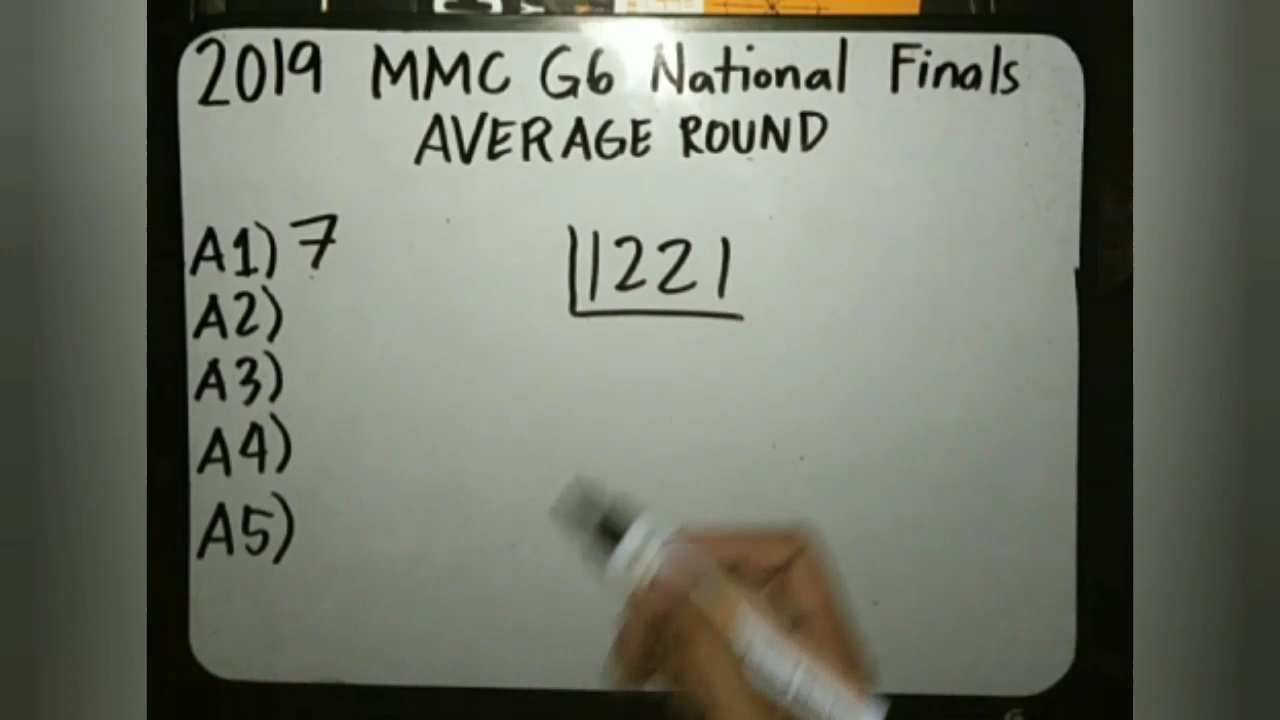 2019 MMC G6 National Finals
AVERAGE ROUND
A1) 7
1221
A2)
A3)
A4)
A5)